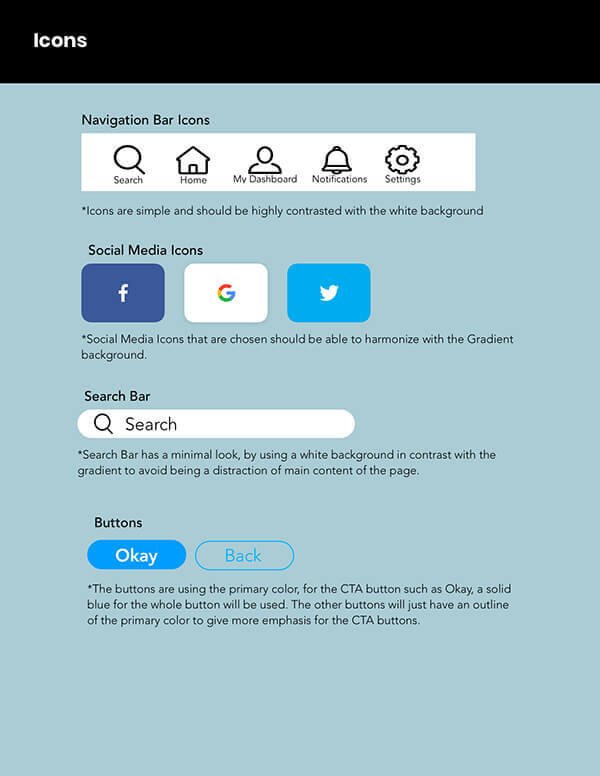 Icons
Navigation Bar Icons
Search Home My Dashboard Notifications Settings
*Icons are simple and should be highly contrasted with the white background
Social Media Icons
f G
*Social Media Icons that are chosen should be able to harmonize with the Gradient
background.
Search Bar
Search
*Search Bar has a minimal look, by using a white background in contrast with the
gradient to avoid being a distraction of main content of the page.
Buttons
Okay Back
*The buttons are using the primary color, for the CTA button such as Okay, a solid
blue for the whole button will be used. The other buttons will just have an outline
of the primary color to give more emphasis for the CTA buttons.